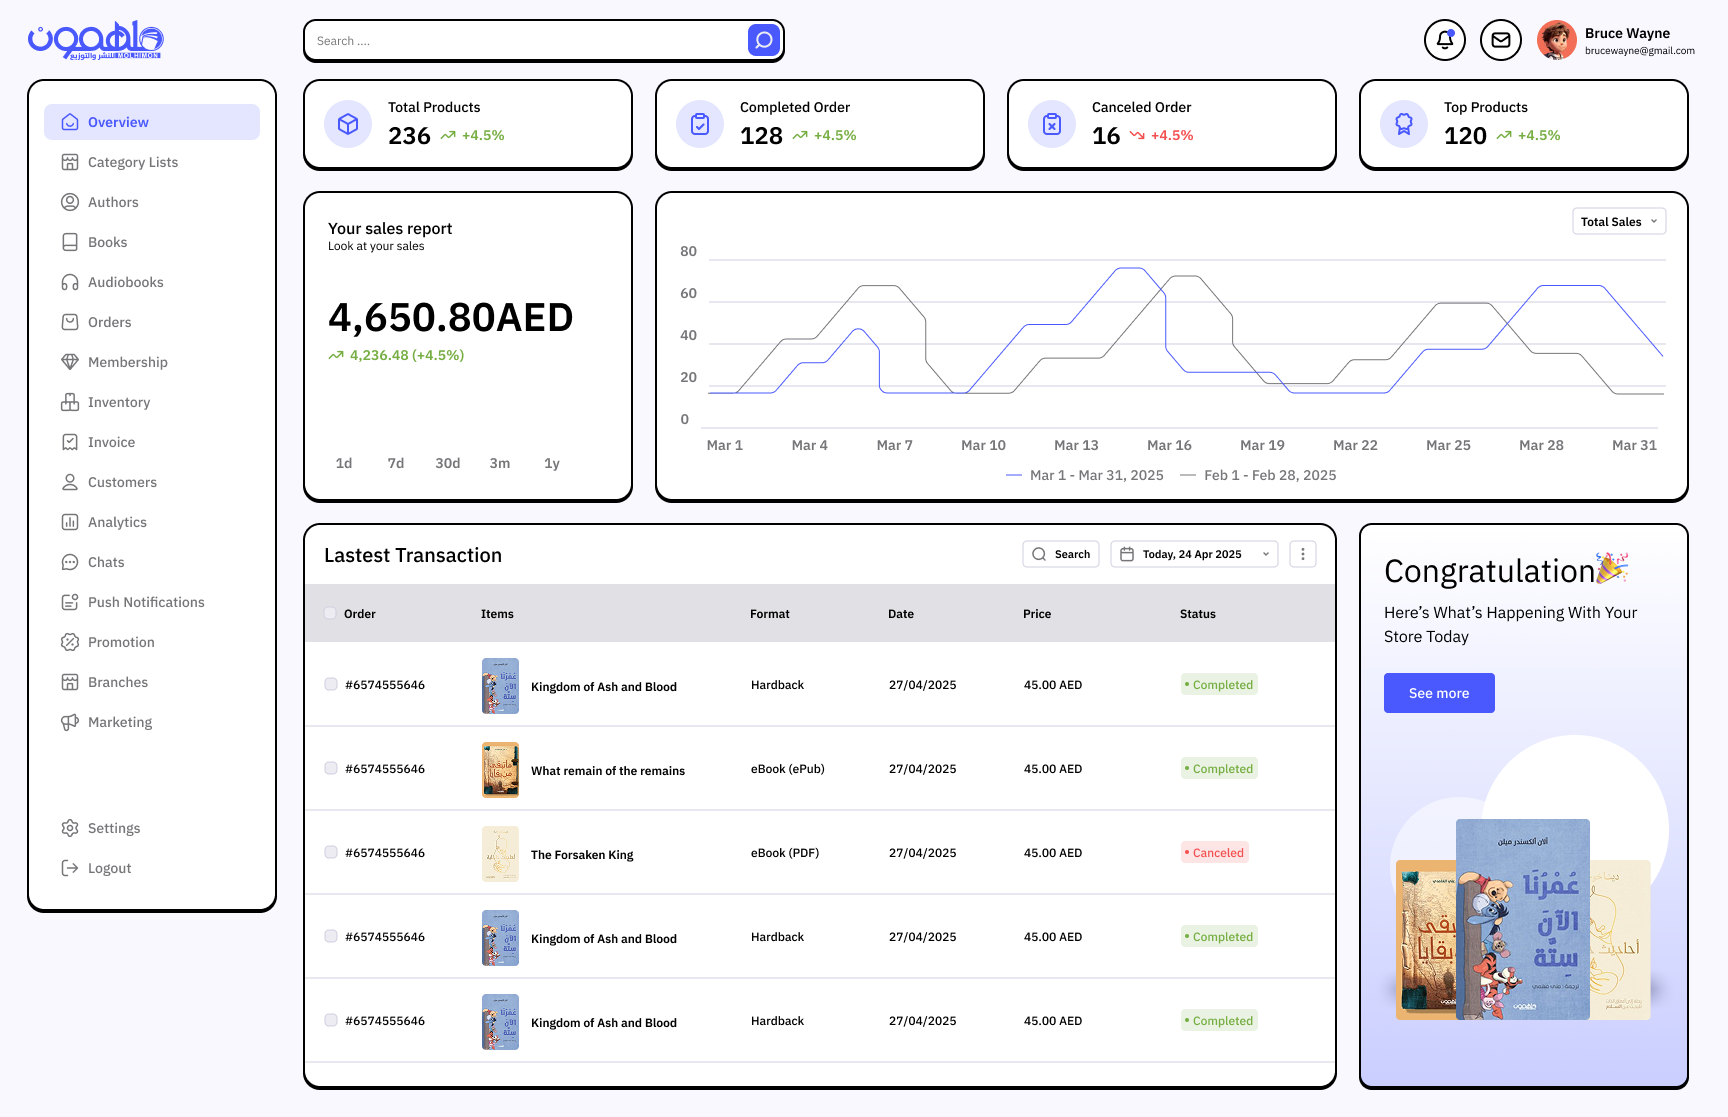 ملهمون
للنشر والتوزيع MOLHIMON
Search ....
Bruce Wayne
brucewayne@gmail.com
Overview
Category Lists
Authors
Books
Audiobooks
Orders
Membership
Inventory
Invoice
Customers
Analytics
Chats
Push Notifications
Promotion
Branches
Marketing
Settings
Logout
Total Products
236 +4.5%
Completed Order
128 +4.5%
Canceled Order
16 +4.5%
Top Products
120 +4.5%
Your sales report
Look at your sales
4,650.80AED
4,236.48 (+4.5%)
1d 7d 30d 3m 1y
Total Sales
80
60
40
20
0
Mar 1 Mar 4 Mar 7 Mar 10 Mar 13 Mar 16 Mar 19 Mar 22 Mar 25 Mar 28 Mar 31
Mar 1 - Mar 31, 2025 Feb 1 - Feb 28, 2025
Lastest Transaction
Search
Today, 24 Apr 2025
Order Items Format Date Price Status
#6574555646 Kingdom of Ash and Blood Hardback 27/04/2025 45.00 AED Completed
#6574555646 What remain of the remains eBook (ePub) 27/04/2025 45.00 AED Completed
#6574555646 The Forsaken King eBook (PDF) 27/04/2025 45.00 AED Canceled
#6574555646 Kingdom of Ash and Blood Hardback 27/04/2025 45.00 AED Completed
#6574555646 Kingdom of Ash and Blood Hardback 27/04/2025 45.00 AED Completed
Congratulation
Here’s What’s Happening With Your
Store Today
See more
آلان ألكسندر ميلن
عُمْرُنَا
الآنَ
سِتَّة
ترجمة: منى فهمي
ملهمون
أحاديث